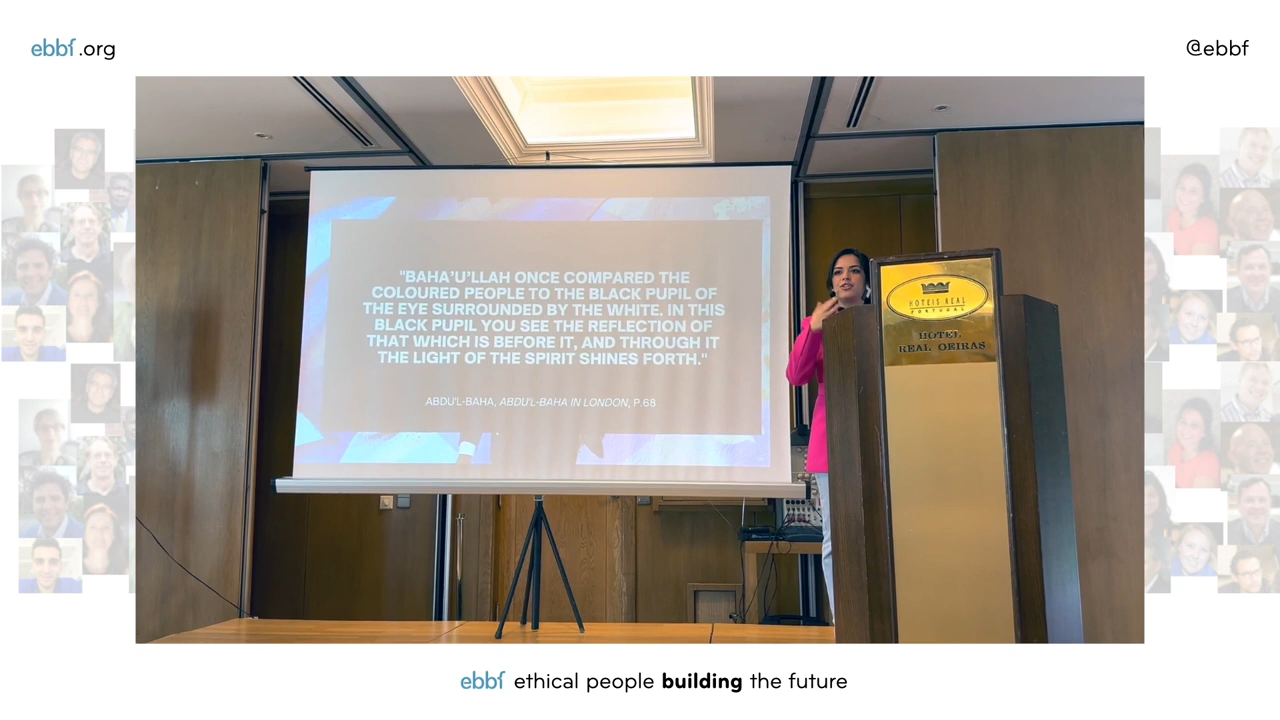 ebbf.org
@ebbf
"BAHA'U'LLAH ONCE COMPARED THE
COLOURED PEOPLE TO THE BLACK PUPIL OF
THE EYE SURROUNDED BY THE WHITE. IN THIS
BLACK PUPIL YOU SEE THE REFLECTION OF
THAT WHICH IS BEFORE IT, AND THROUGH IT
THE LIGHT OF THE SPIRIT SHINES FORTH."
ABDU'L-BAHA, ABDU'L-BAHA IN LONDON, P.68
HOTEIS REAL
PORTUGAL
HOTEL
REAL OEIRAS
ebbf ethical people building the future